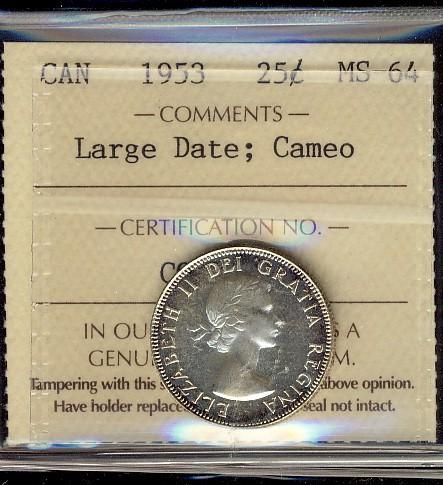 CAN 1953 25¢ MS 64
— COMMENTS —
Large Date; Cameo
— CERTIFICATION NO. —
IN OU S A
GENU M.
Tampering with this s above opinion.
Have holder replace seal not intact.
ELIZABETH II DEI GRATIA REGINA